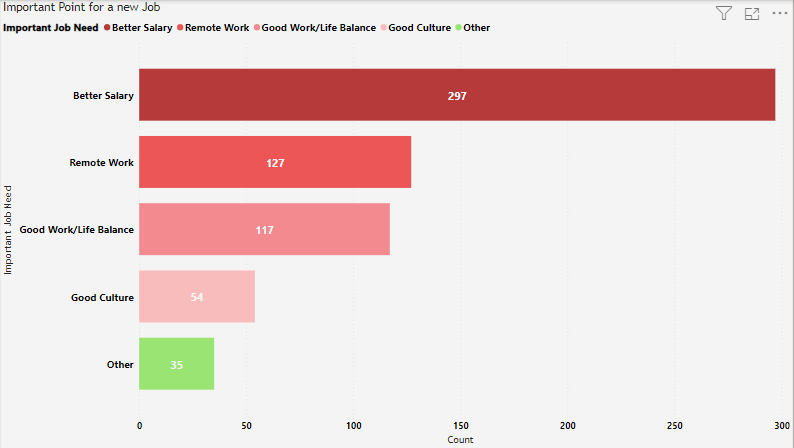 Important Point for a new Job
Important Job Need Better Salary Remote Work Good Work/Life Balance Good Culture Other
Important Job Need
Better Salary 297
Remote Work 127
Good Work/Life Balance 117
Good Culture 54
Other 35
0 50 100 150 200 250 300
Count